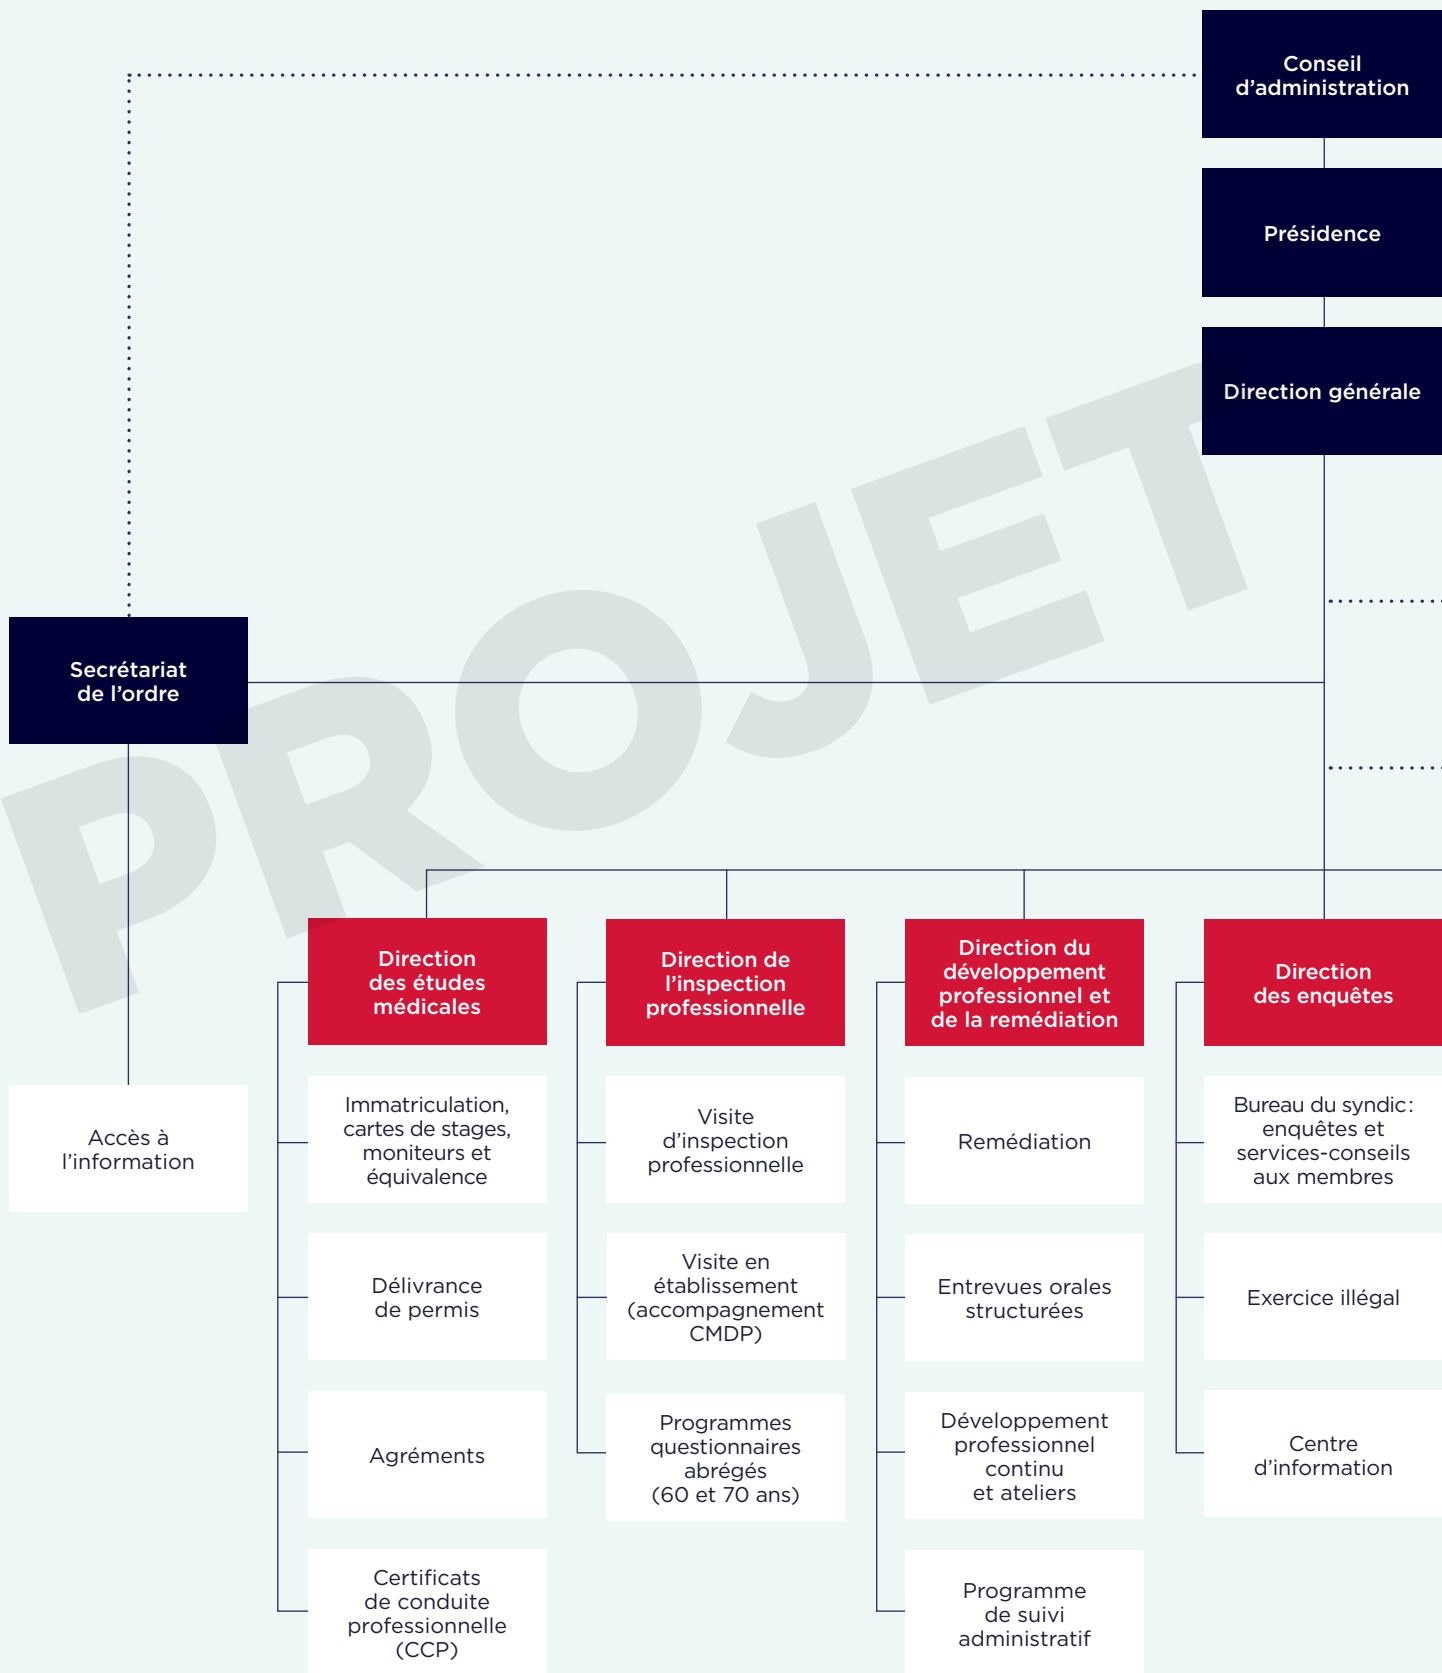 Conseil
d’administration
Présidence
Direction générale
PROJET
Secrétariat
de l’ordre
Accès à
l’information
Direction
des études
médicales
Immatriculation,
cartes de stages,
moniteurs et
équivalence
Délivrance
de permis
Agréments
Certificats
de conduite
professionnelle
(CCP)
Direction de
l’inspection
professionnelle
Visite
d’inspection
professionnelle
Visite en
établissement
(accompagnement
CMDP)
Programmes
questionnaires
abrégés
(60 et 70 ans)
Direction du
développement
professionnel et
de la remédiation
Remédiation
Entrevues orales
structurées
Développement
professionnel
continu
et ateliers
Programme
de suivi
administratif
Direction
des enquêtes
Bureau du syndic :
enquêtes et
services-conseils
aux membres
Exercice illégal
Centre
d’information